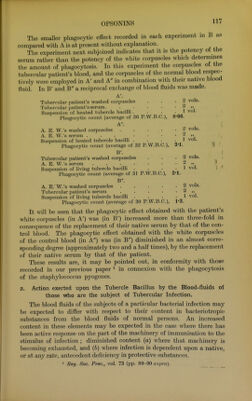 OPSONINS 117
The smaller phagocytic effect recorded in each experiment in B as
compared with A is at present without explanation.
The experiment next subjoined indicates that it is the potency of the
serum rather than the potency of the white corpuscles which determines
the amount of phagocytosis. In this experiment the corpuscles of the
tubercular patient's blood, and the corpuscles of the normal blood respec-
tively were employed in A' and A" in combination with their native blood
fluid. In B' and B" a reciprocal exchange of blood fluids was made.
A'.
Tubercular patient's washed corpuscles . . . 2 vols.
Tubercular patient's serum . . . 2 "
Suspension of heated tubercle bacilli . . . 1 vol.
Phagocytic count (average of 36 P.W.B.C.), 0·96.
A".
A. E. W.'s washed corpuscles . . . 2 vols.
A. E. W.'s serum . . . 2 "
Suspension of heated tubercle bacilli . . . 1 vol.
Phagocytic count (average of 32 P.W.B.C.), 3·1.
B'.
Tubercular patient's washed corpuscles . . . 2 vols.
A. E. W.'s serum . . . 2 "
Suspension of living tubercle bacilli . . . 1 vol.
Phagocytic count (average of 31 P.W.B.C.), 3·1.
B".
A. E. W.'s washed corpuscles . . . 2 vols.
Tubercular patient's serum . . . 2 "
Suspension of living tubercle bacilli . . . 1 vol.
Phagocytic count (average of 30 P.W.B.C.), 1·3.
It will be seen that the phagocytic effect obtained with the patient's
white corpuscles (in A') was (in B') increased more than three-fold in
consequence of the replacement of their native serum by that of the con-
trol blood. The phagocytic effect obtained with the white corpuscles
of the control blood (in A") was (in B") diminished in an almost corre-
sponding degree (approximately two and a half times), by the replacement
of their native serum by that of the patient.
These results are, it may be pointed out, in conformity with those
recorded in our previous paper ¹ in connexion with the phagocytosis
of the staphylococcus pyogenes.
2. Action exerted upon the Tubercle Bacillus by the Blood-fluids of
those who are the subject of Tubercular Infection.
The blood fluids of the subjects of a particular bacterial infection may
be expected to differ with respect to their content in bacteriotropic
substances from the blood fluids of normal persons. An increased
content in these elements may be expected in the case where there has
been active response on the part of the machinery of immunisation to the
stimulus of infection ; diminished content (a) where that machinery is
becoming exhausted, and (b) where infection is dependent upon a native,
or at any rate, antecedent deficiency in protective substances.
¹ Roy. Soc. Proc., vol. 72 (pp. 83-90 supra).